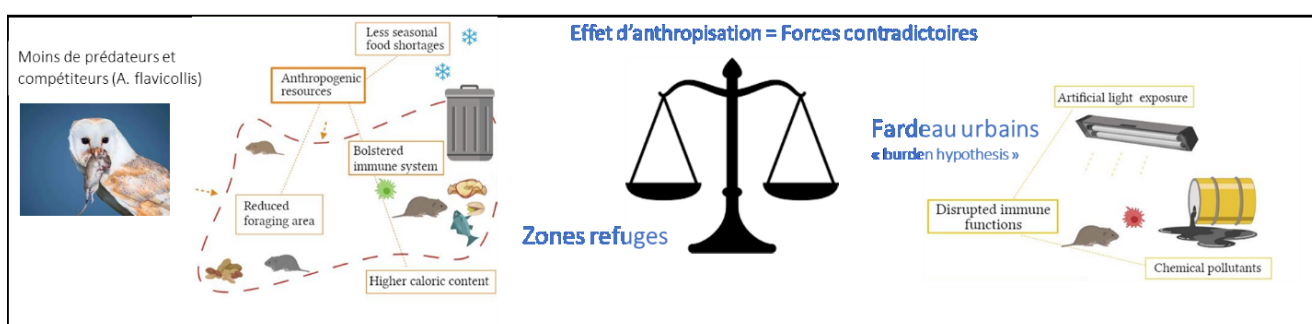 Moins de prédateurs et
compétiteurs (A. flavicollis)
Less seasonal
food shortages
Anthropogenic
resources
Bolstered
immune system
Reduced
foraging area
Higher caloric content
Effet d’anthropisation = Forces contradictoires
Zones refuges
Fardeau urbains
« burden hypothesis »
Artificial light exposure
Disrupted immune
functions
Chemical pollutants